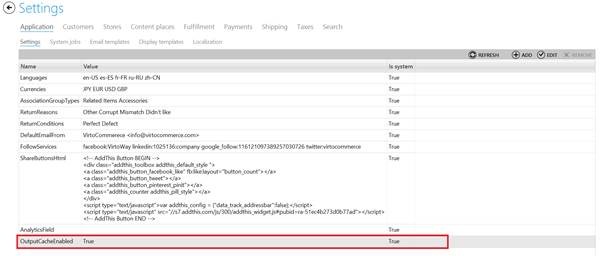 Settings
Application Customers Stores Content places Fulfillment Payments Shipping Taxes Search
Settings System jobs Email templates Display templates Localization
REFRESH ADD EDIT REMOVE
Name Value Is system
Languages en-US es-ES fr-FR ru-RU zh-CN True
Currencies JPY EUR USD GBP True
AssociationGroupTypes Related Items Accessories True
ReturnReasons Other Corrupt Mismatch Didn't like True
ReturnConditions Perfect Defect True
DefaultEmailFrom VirtoCommerece <info@virtocommerce.com> True
FollowServices facebook:VirtoWay linkedin:1025136:company google_follow:116121097389257030726 twitter:virtocommerce True
ShareButtonsHtml <!-- AddThis Button BEGIN --> True
<div class="addthis_toolbox addthis_default_style ">
<a class="addthis_button_facebook_like" fb:like:layout="button_count"></a>
<a class="addthis_button_tweet"></a>
<a class="addthis_button_pinterest_pinit"></a>
<a class="addthis_counter addthis_pill_style"></a>
</div>
<script type="text/javascript">var addthis_config = {"data_track_addressbar":false};</script>
<script type="text/javascript" src="//s7.addthis.com/js/300/addthis_widget.js#pubid=ra-51ec4b273d0b77ad"></script>
<!-- AddThis Button END -->
AnalyticsField True
OutputCacheEnabled True True